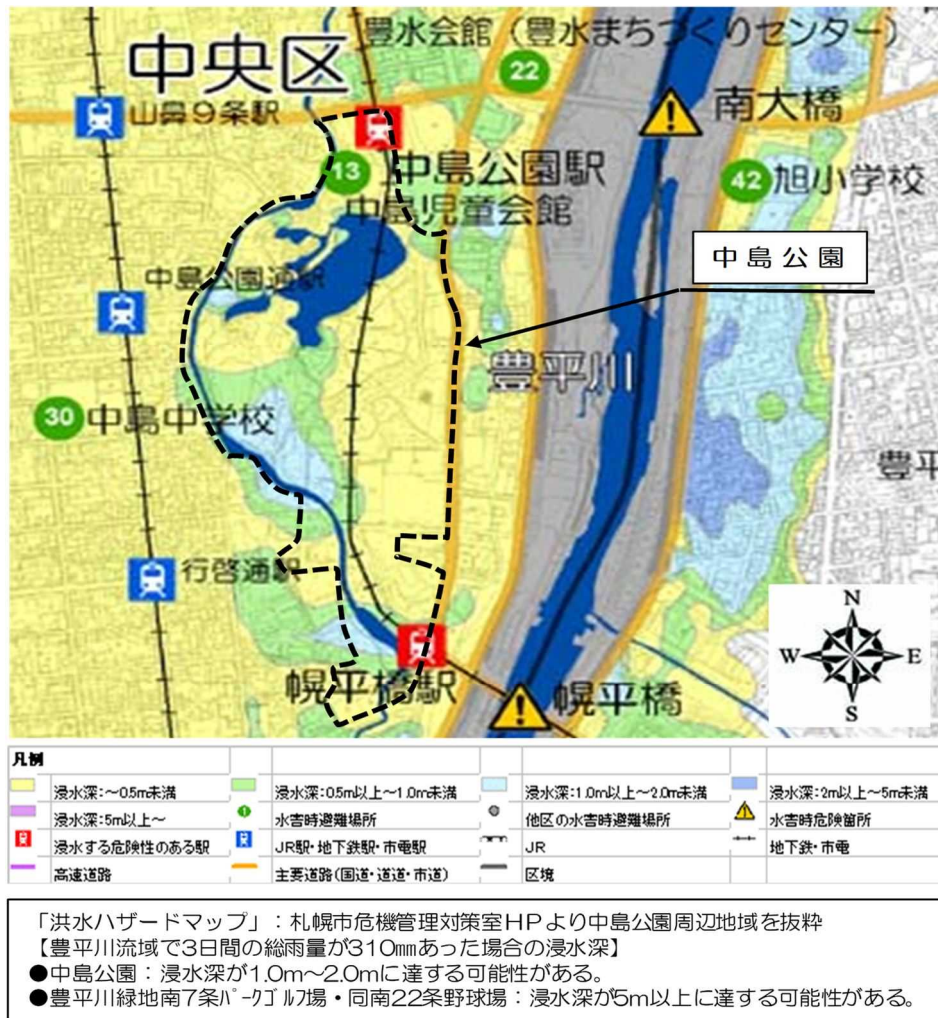 豊水会館（豊水まちづくりセンター）
中央区
22
山鼻9条駅
南大橋
13
中島公園駅
42 旭小学校
中島児童会館
中島公園
中島公園通駅
豊平川
30 中島中学校
豊平
行啓通駅
N
W E
S
幌平橋駅
幌平橋
凡例
浸水深:～0.5m未満 浸水深:0.5m以上～1.0m未満 浸水深:1.0m以上～2.0m未満 浸水深:2m以上～5m未満
浸水深:5m以上～ 1 水害時避難場所 他区の水害時避難場所 水害時危険箇所
浸水する危険性のある駅 JR駅・地下鉄駅・市電駅 JR 地下鉄・市電
高速道路 主要道路(国道・道道・市道) 区境
「洪水ハザードマップ」：札幌市危機管理対策室HPより中島公園周辺地域を抜粋
【豊平川流域で3日間の総雨量が310㎜あった場合の浸水深】
●中島公園：浸水深が1.0m～2.0mに達する可能性がある。
●豊平川緑地南7条ﾊﾟｰｸｺﾞﾙﾌ場・同南22条野球場：浸水深が5m以上に達する可能性がある。